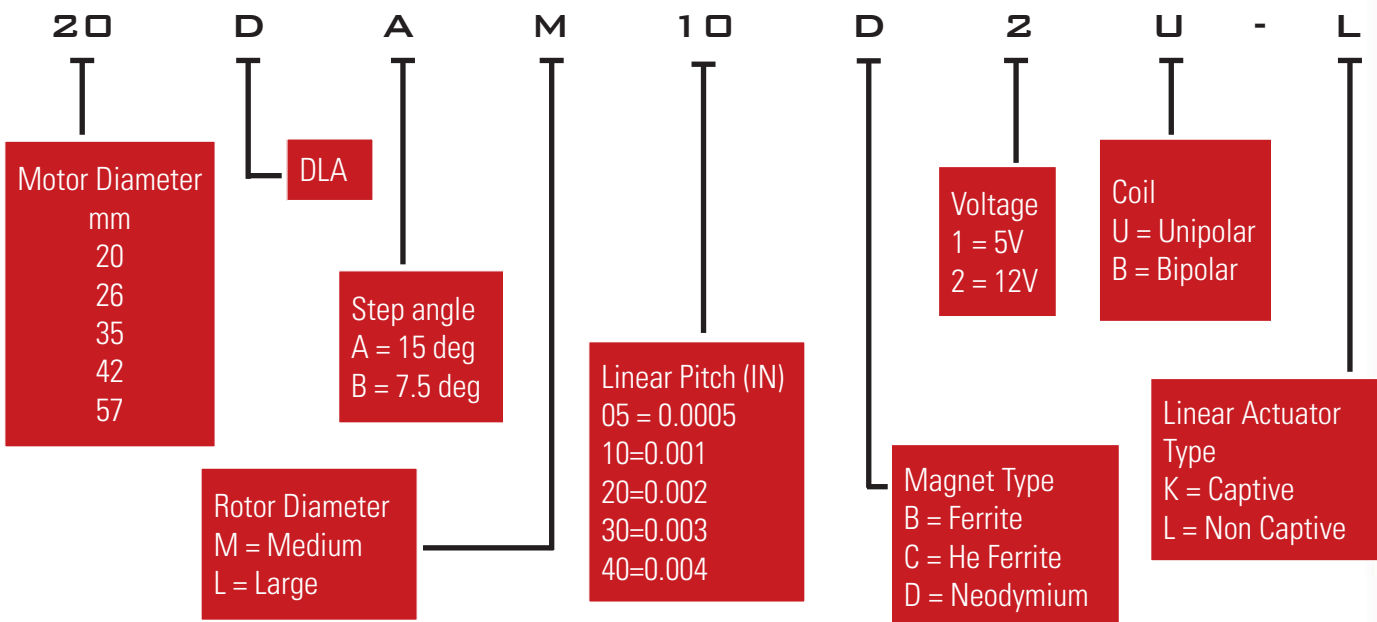 20 D A M 10 D 2 U - L
Motor Diameter
mm
20
26
35
42
57
DLA
Step angle
A = 15 deg
B = 7.5 deg
Rotor Diameter
M = Medium
L = Large
Linear Pitch (IN)
05 = 0.0005
10=0.001
20=0.002
30=0.003
40=0.004
Magnet Type
B = Ferrite
C = He Ferrite
D = Neodymium
Voltage
1 = 5V
2 = 12V
Coil
U = Unipolar
B = Bipolar
Linear Actuator
Type
K = Captive
L = Non Captive